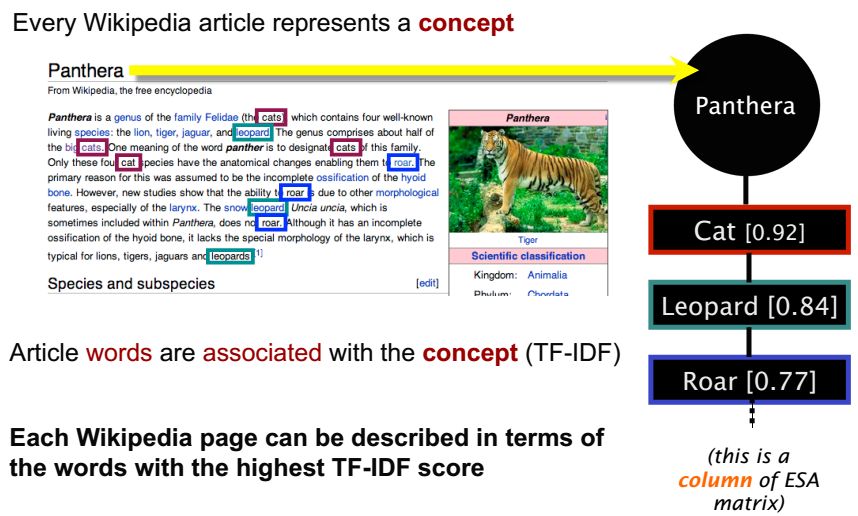 Every Wikipedia article represents a concept
Panthera
From Wikipedia, the free encyclopedia
Panthera is a genus of the family Felidae (the cats), which contains four well-known
living species: the lion, tiger, jaguar, and leopard. The genus comprises about half of
the big cats. One meaning of the word panther is to designate cats of this family.
Only these four cat species have the anatomical changes enabling them to roar. The
primary reason for this was assumed to be the incomplete ossification of the hyoid
bone. However, new studies show that the ability to roar is due to other morphological
features, especially of the larynx. The snow leopard, Uncia uncia, which is
sometimes included within Panthera, does not roar. Although it has an incomplete
ossification of the hyoid bone, it lacks the special morphology of the larynx, which is
typical for lions, tigers, jaguars and leopards.[1]
Species and subspecies [edit]
Panthera
Tiger
Scientific classification
Kingdom: Animalia
Phylum: Chordata
Panthera
Cat [0.92]
Leopard [0.84]
Roar [0.77]
(this is a
column of ESA
matrix)
Article words are associated with the concept (TF-IDF)
Each Wikipedia page can be described in terms of
the words with the highest TF-IDF score